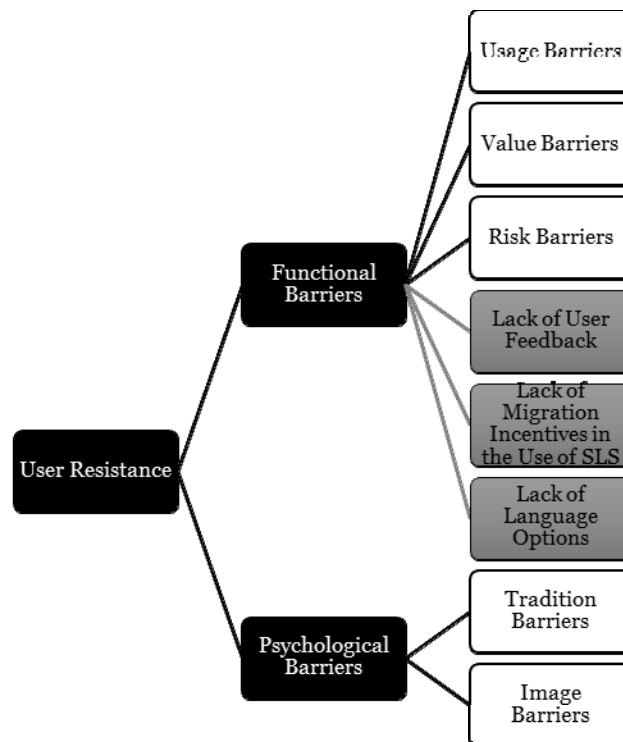 Usage Barriers
Value Barriers
Risk Barriers
Functional
Barriers
Lack of User
Feedback
Lack of
Migration
Incentives in
the Use of SLS
User Resistance
Lack of
Language
Options
Tradition
Barriers
Psychological
Barriers
Image
Barriers